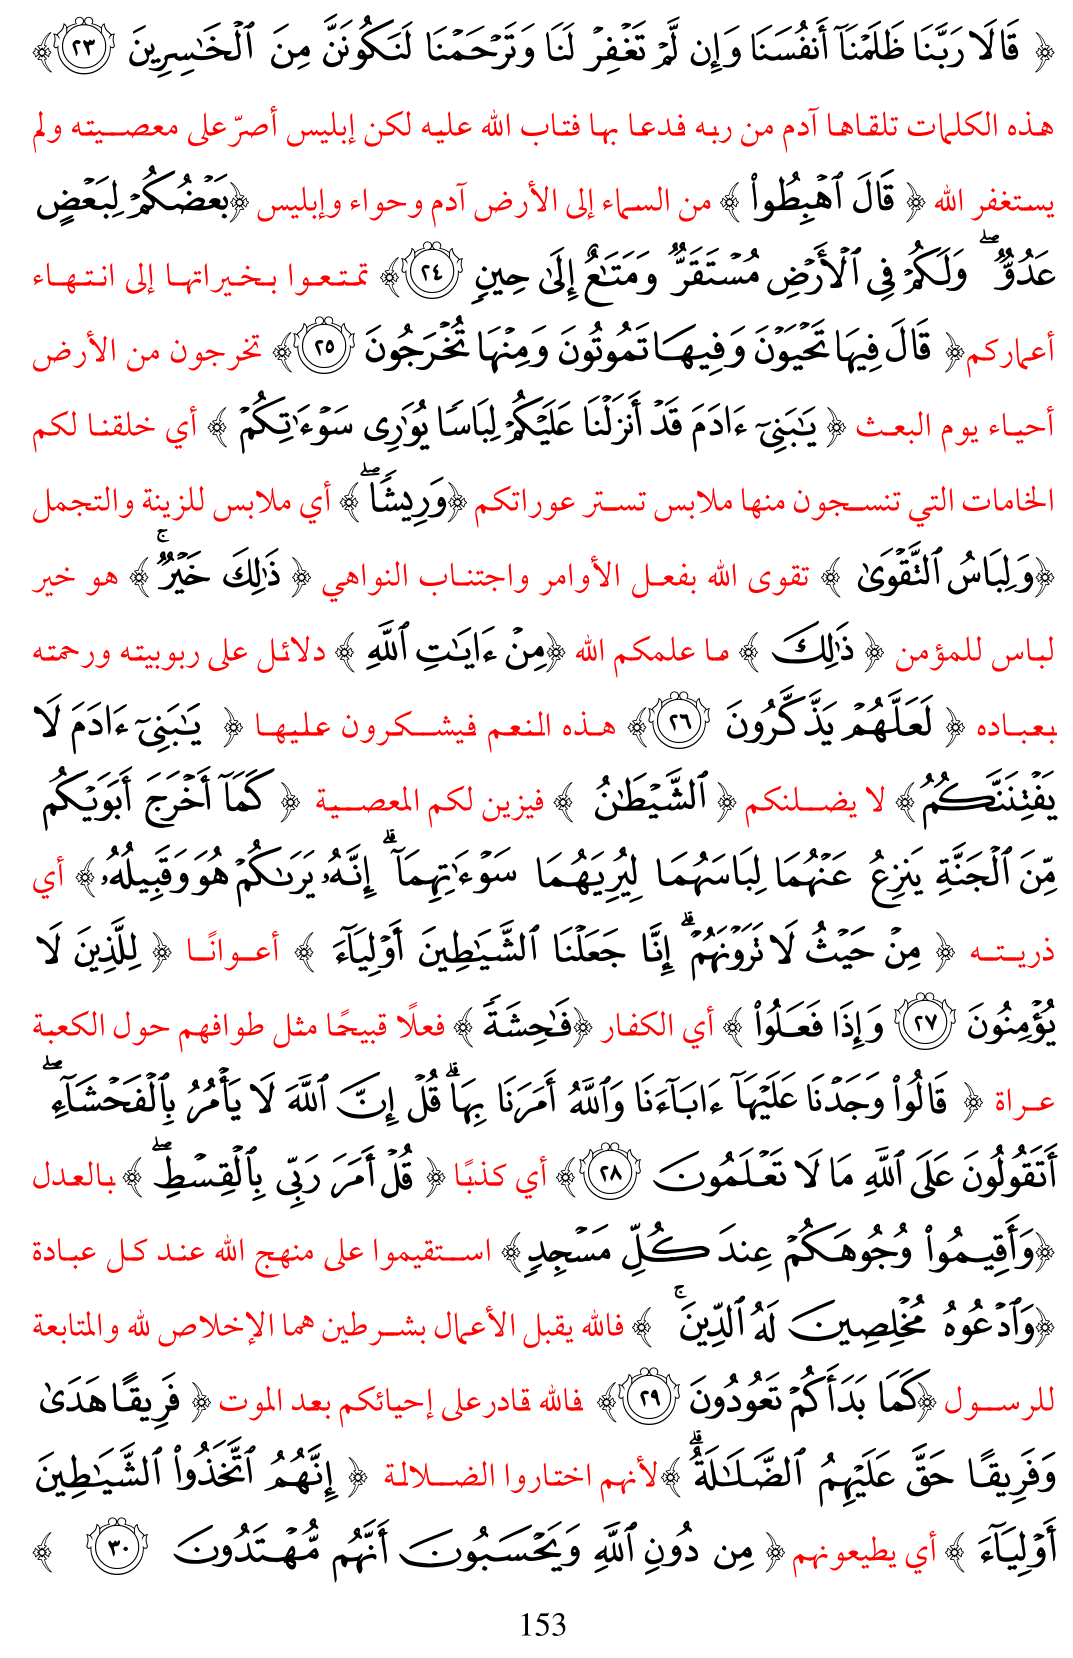 ﴿ قَالَا رَبَّنَا ظَلَمۡنَآ أَنفُسَنَا وَإِن لَّمۡ تَغۡفِرۡ لَنَا وَتَرۡحَمۡنَا لَنَكُونَنَّ مِنَ ٱلۡخَٰسِرِينَ ٢٣ ﴾
هذه الكلمات تلقاها آدم من ربه فدعا بها فتاب الله عليه لكن إبليس أصرّ على معصيته ولم
يستغفر الله ﴿ قَالَ ٱهۡبِطُواْ ﴾ من السماء إلى الأرض آدم وحواء وإبليس ﴿بَعۡضُكُمۡ لِبَعۡضٍ
عَدُوّٞۖ وَلَكُمۡ فِي ٱلۡأَرۡضِ مُسۡتَقَرّٞ وَمَتَٰعٌ إِلَىٰ حِينٖ ٢٤﴾ تمتعوا بخيراتها إلى انتهاء
أعماركم﴿ قَالَ فِيهَا تَحۡيَوۡنَ وَفِيهَا تَمُوتُونَ وَمِنۡهَا تُخۡرَجُونَ ٢٥﴾ تخرجون من الأرض
أحياء يوم البعث ﴿ يَٰبَنِيٓ ءَادَمَ قَدۡ أَنزَلۡنَا عَلَيۡكُمۡ لِبَاسٗا يُوَٰرِي سَوۡءَٰتِكُمۡ ﴾ أي خلقنا لكم
الخامات التي تنسجون منها ملابس تستر عوراتكم ﴿وَرِيشٗاۖ﴾ أي ملابس للزينة والتجمل
﴿وَلِبَاسُ ٱلتَّقۡوَىٰ ﴾ تقوى الله بفعل الأوامر واجتناب النواهي ﴿ ذَٰلِكَ خَيۡرٞۚ﴾ هو خير
لباس للمؤمن ﴿ ذَٰلِكَ ﴾ ما علمكم الله ﴿مِنۡ ءَايَٰتِ ٱللَّهِ ﴾ دلائل على ربوبيته ورحمته
بعباده ﴿ لَعَلَّهُمۡ يَذَّكَّرُونَ ٢٦﴾ هذه النعم فيشكرون عليها ﴿ يَٰبَنِيٓ ءَادَمَ لَا
يَفۡتِنَنَّكُمُ﴾ لا يضلنكم ﴿ ٱلشَّيۡطَٰنُ ﴾ فيزين لكم المعصية ﴿ كَمَآ أَخۡرَجَ أَبَوَيۡكُم
مِّنَ ٱلۡجَنَّةِ يَنزِعُ عَنۡهُمَا لِبَاسَهُمَا لِيُرِيَهُمَا سَوۡءَٰتِهِمَآۗ إِنَّهُۥ يَرَىٰكُمۡ هُوَ وَقَبِيلُهُۥ﴾ أي
ذريته ﴿ مِنۡ حَيۡثُ لَا تَرَوۡنَهُمۡۗ إِنَّا جَعَلۡنَا ٱلشَّيَٰطِينَ أَوۡلِيَآءَ ﴾ أعوانًا ﴿ لِلَّذِينَ لَا
يُؤۡمِنُونَ ٢٧ وَإِذَا فَعَلُواْ ﴾ أي الكفار ﴿فَٰحِشَةٗ ﴾ فعلًا قبيحًا مثل طوافهم حول الكعبة
عراة ﴿ قَالُواْ وَجَدۡنَا عَلَيۡهَآ ءَابَآءَنَا وَٱللَّهُ أَمَرَنَا بِهَاۗ قُلۡ إِنَّ ٱللَّهَ لَا يَأۡمُرُ بِٱلۡفَحۡشَآءِۖ
أَتَقُولُونَ عَلَى ٱللَّهِ مَا لَا تَعۡلَمُونَ ٢٨﴾ أي كذبًا ﴿ قُلۡ أَمَرَ رَبِّي بِٱلۡقِسۡطِۖ ﴾ بالعدل
﴿وَأَقِيمُواْ وُجُوهَكُمۡ عِندَ كُلِّ مَسۡجِدٖ﴾ استقيموا على منهج الله عند كل عبادة
﴿وَٱدۡعُوهُ مُخۡلِصِينَ لَهُ ٱلدِّينَۚ ﴾ فالله يقبل الأعمال بشرطين هما الإخلاص لله والمتابعة
للرسول ﴿كَمَا بَدَأَكُمۡ تَعُودُونَ ٢٩﴾ فالله قادر على إحيائكم بعد الموت ﴿ فَرِيقًا هَدَىٰ
وَفَرِيقًا حَقَّ عَلَيۡهِمُ ٱلضَّلَٰلَةُۗ﴾لأنهم اختاروا الضلالة ﴿ إِنَّهُمُ ٱتَّخَذُواْ ٱلشَّيَٰطِينَ
أَوۡلِيَآءَ ﴾ أي يطيعونهم ﴿ مِن دُونِ ٱللَّهِ وَيَحۡسَبُونَ أَنَّهُم مُّهۡتَدُونَ ٣٠ ﴾
153